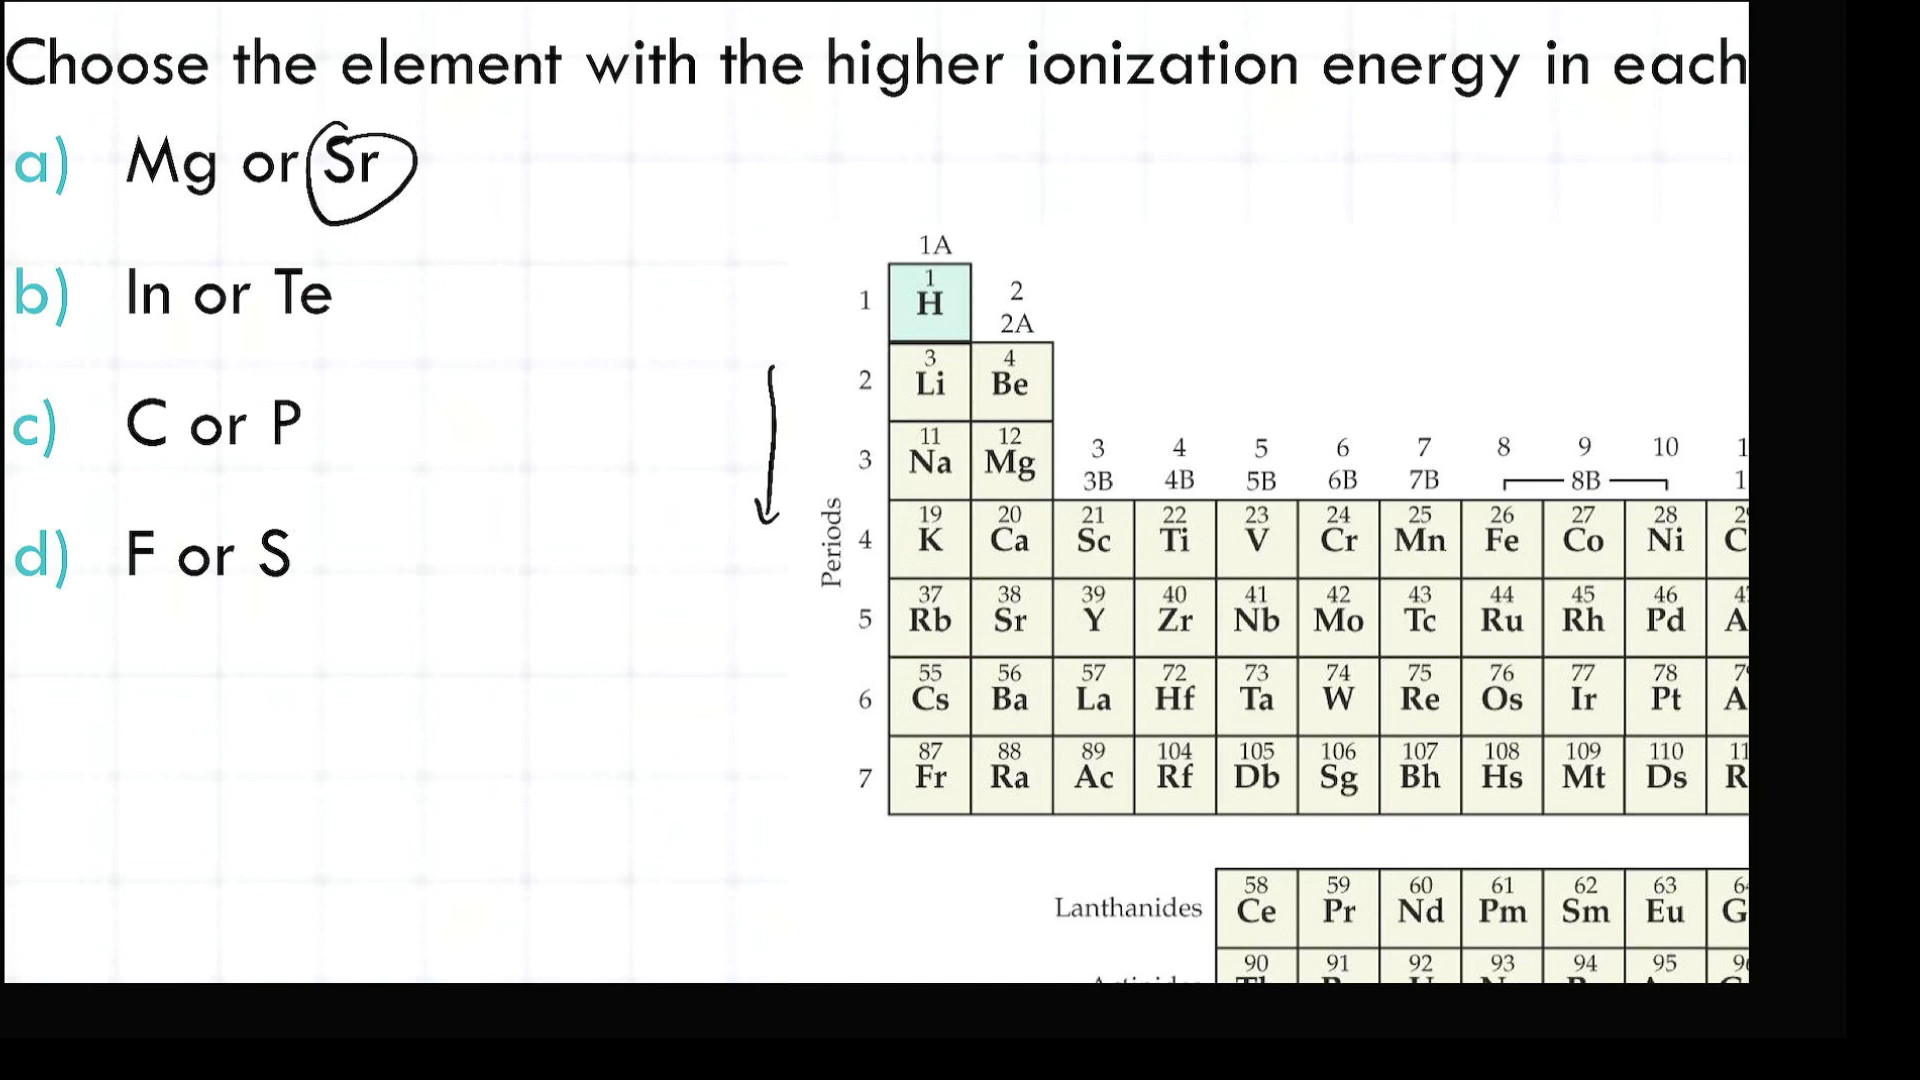 Choose the element with the higher ionization energy in each
a) Mg or Sr
b) In or Te
c) C or P
d) F or S
1A
1 H
2
2A
1
3 Li 4 Be
2
11 Na 12 Mg
3
3 4 5 6 7 8 9 10 1
3B 4B 5B 6B 7B 8B 1
Periods
4
19 K 20 Ca 21 Sc 22 Ti 23 V 24 Cr 25 Mn 26 Fe 27 Co 28 Ni
5
37 Rb 38 Sr 39 Y 40 Zr 41 Nb 42 Mo 43 Tc 44 Ru 45 Rh 46 Pd
6
55 Cs 56 Ba 57 La 72 Hf 73 Ta 74 W 75 Re 76 Os 77 Ir 78 Pt
7
87 Fr 88 Ra 89 Ac 104 Rf 105 Db 106 Sg 107 Bh 108 Hs 109 Mt 110 Ds
Lanthanides
58 Ce 59 Pr 60 Nd 61 Pm 62 Sm 63 Eu
90 91 92 93 94 95